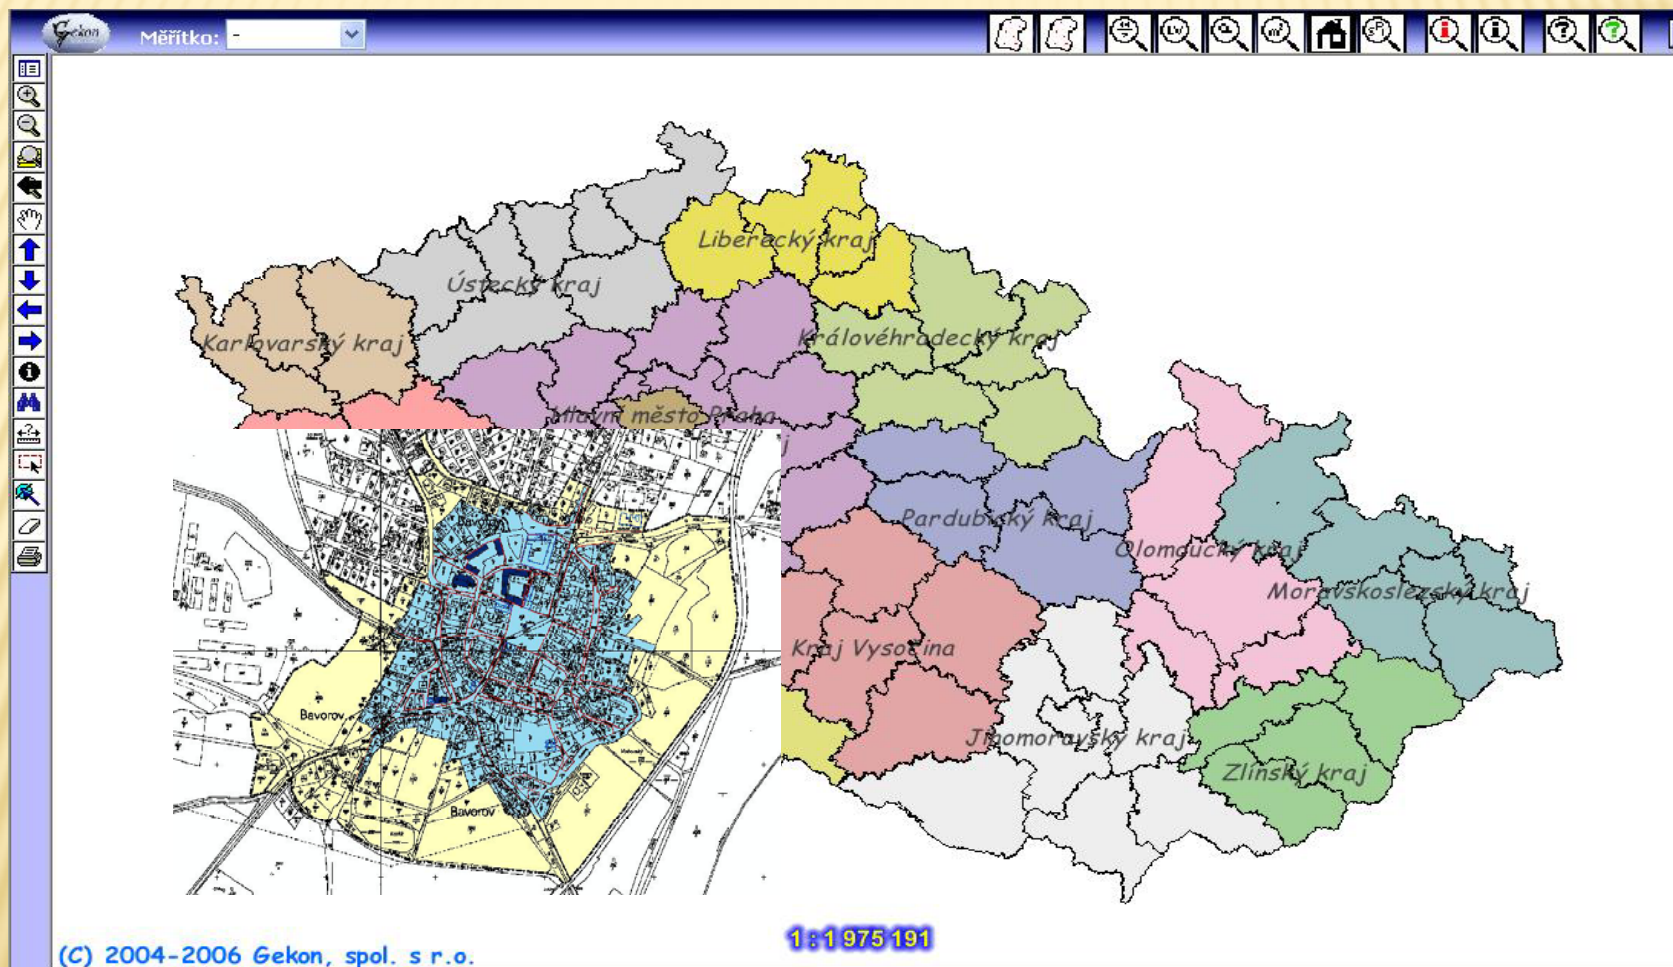 Gekon
Měřítko: -
Liberecký kraj
Ústecký kraj
Karlovarský kraj
Královéhradecký kraj
Hlavní město Praha
j
Pardubický kraj
Olomoucký kraj
Moravskoslezský kraj
Kraj Vysočina
Jihomoravský kraj
Zlínský kraj
Bavorov
Bavorov
Bavorov
1 : 1 975 191
(C) 2004-2006 Gekon, spol. s r.o.